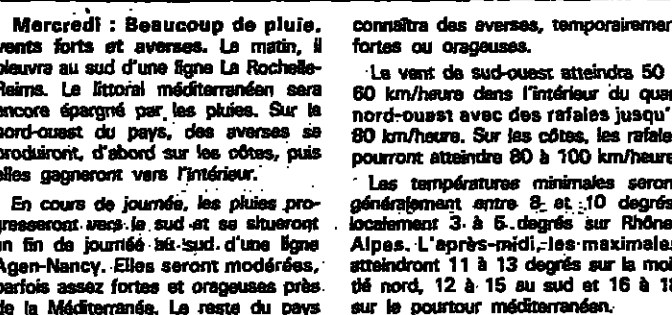 Mercredi : Beaucoup de pluie,
vents forts et averses. Le matin, il
pleuvra au sud d'une ligne La Rochelle-
Reims. Le littoral méditerranéen sera
encore épargné par les pluies. Sur le
nord-ouest du pays, des averses se
produiront, d'abord sur les côtes, puis
elles gagneront vers l'intérieur.
En cours de journée, les pluies pro-
gresseront vers le sud et se situeront
en fin de journée au sud d'une ligne
Agen-Nancy. Elles seront modérées,
parfois assez fortes et orageuses près
de la Méditerranée. Le reste du pays
connaîtra des averses, temporairemen
fortes ou orageuses.
Le vent de sud-ouest atteindra 50
60 km/heure dans l'intérieur du quar
nord-ouest avec des rafales jusqu'
80 km/heure. Sur les côtes, les rafale
pourront atteindre 80 à 100 km/heure
Les températures minimales seron
généralement entre 8 et 10 degrés
localement 3 à 5 degrés sur Rhône
Alpes. L'après-midi, les maximale
atteindront 11 à 13 degrés sur la moi
tié nord, 12 à 15 au sud et 16 à 18
sur le pourtour méditerranéen.